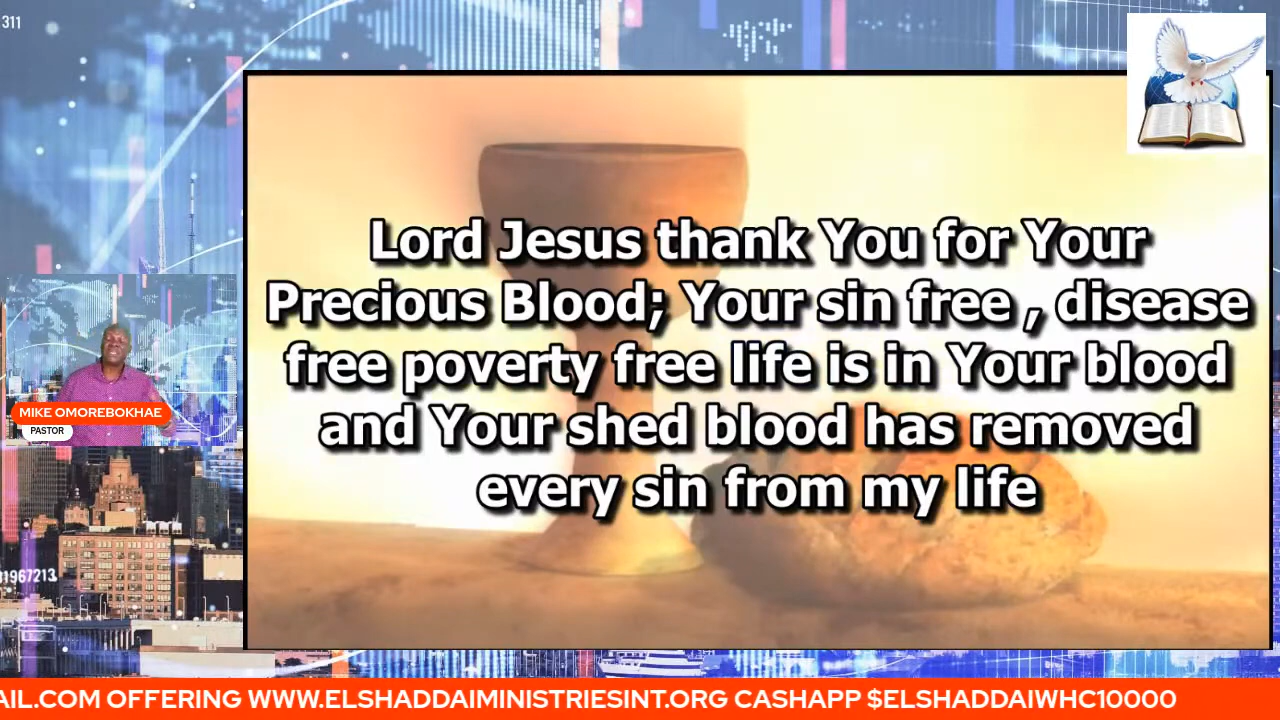 311
Lord Jesus thank You for Your
Precious Blood; Your sin free , disease
free poverty free life is in Your blood
and Your shed blood has removed
every sin from my life
MIKE OMOREBOKHAE
PASTOR
31967213
AIL.COM OFFERING WWW.ELSHADDAIMINISTRIESINT.ORG CASHAPP $ELSHADDAIWHC10000